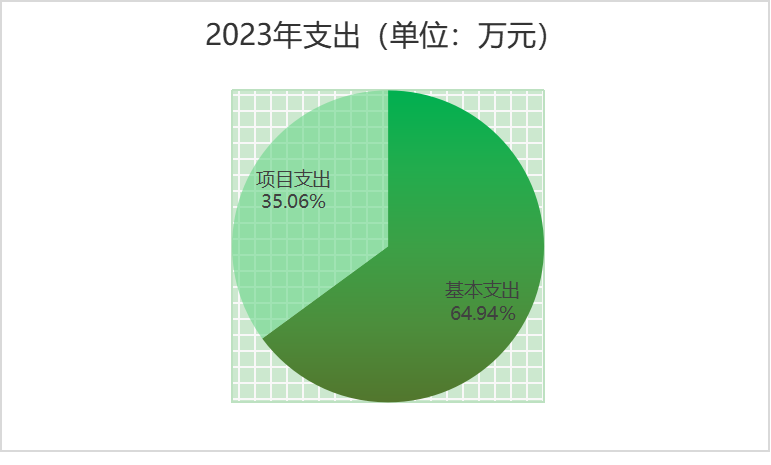 2023年支出（单位：万元）
项目支出
35.06%
基本支出
64.94%